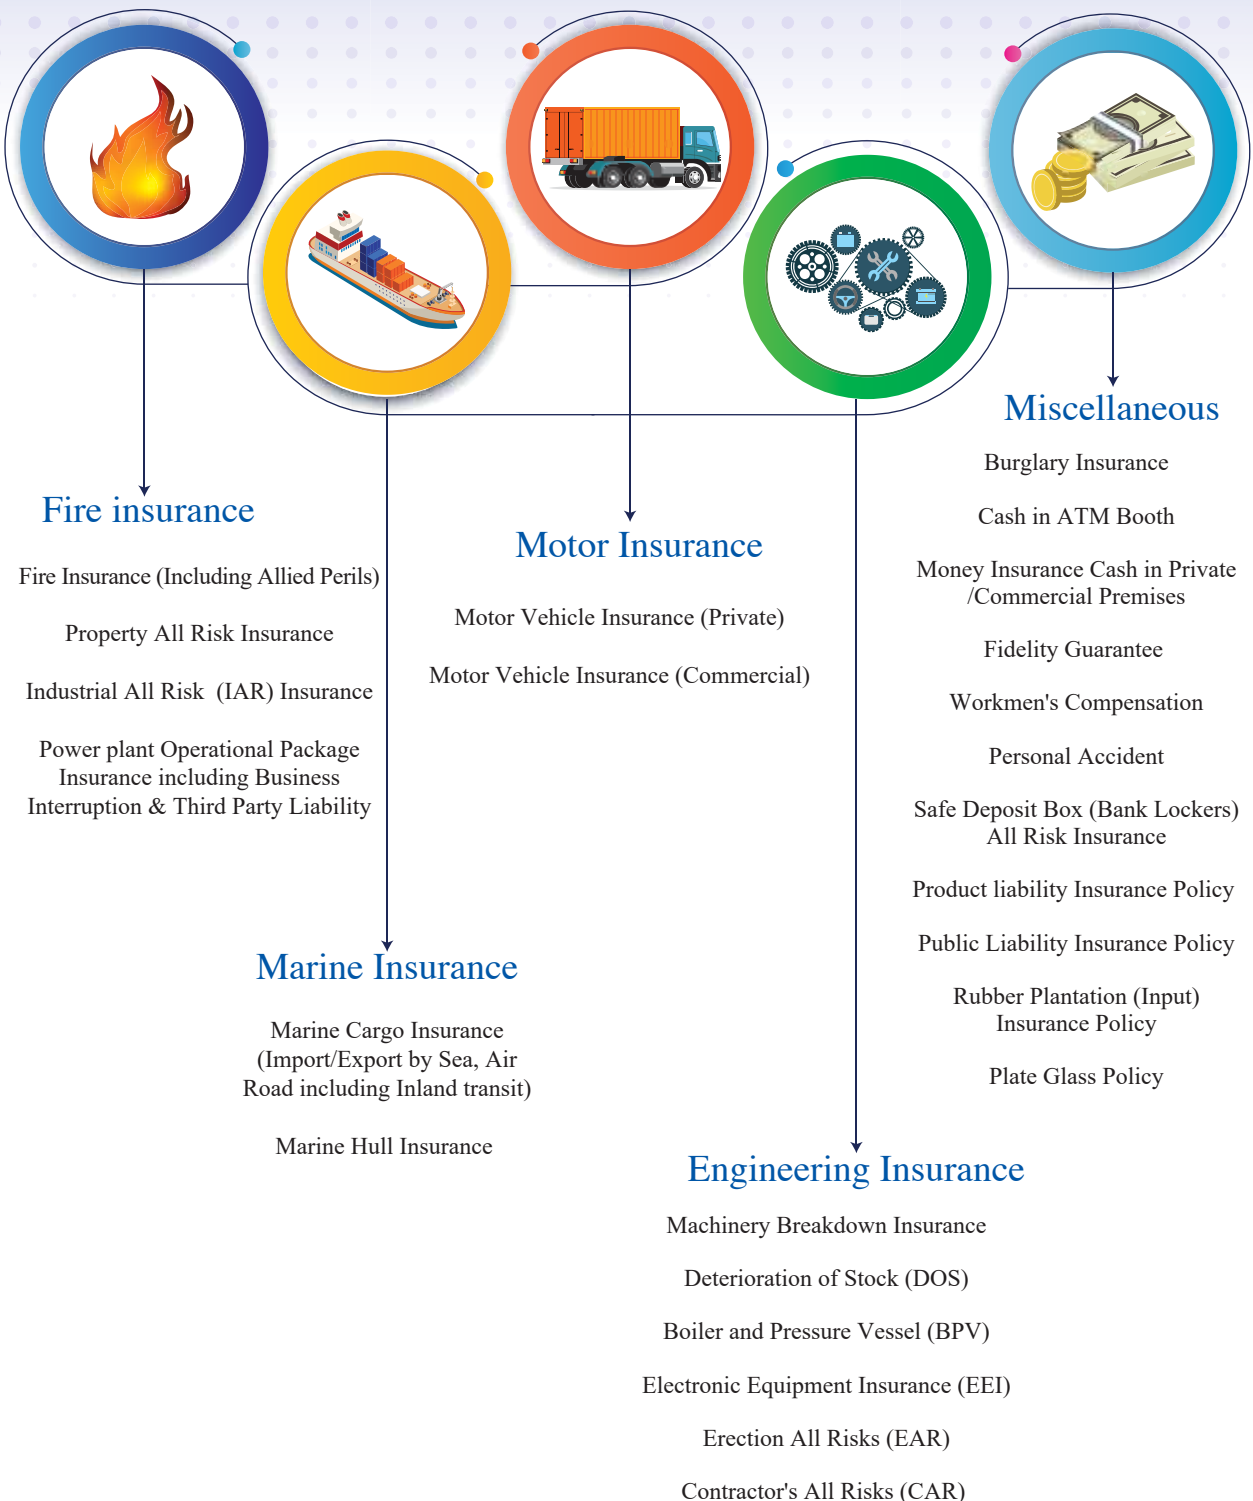 Fire insurance
Fire Insurance (Including Allied Perils)
Property All Risk Insurance
Industrial All Risk (IAR) Insurance
Power plant Operational Package
Insurance including Business
Interruption & Third Party Liability
Marine Insurance
Marine Cargo Insurance
(Import/Export by Sea, Air
Road including Inland transit)
Marine Hull Insurance
Motor Insurance
Motor Vehicle Insurance (Private)
Motor Vehicle Insurance (Commercial)
Engineering Insurance
Machinery Breakdown Insurance
Deterioration of Stock (DOS)
Boiler and Pressure Vessel (BPV)
Electronic Equipment Insurance (EEI)
Erection All Risks (EAR)
Contractor's All Risks (CAR)
Miscellaneous
Burglary Insurance
Cash in ATM Booth
Money Insurance Cash in Private
/Commercial Premises
Fidelity Guarantee
Workmen's Compensation
Personal Accident
Safe Deposit Box (Bank Lockers)
All Risk Insurance
Product liability Insurance Policy
Public Liability Insurance Policy
Rubber Plantation (Input)
Insurance Policy
Plate Glass Policy